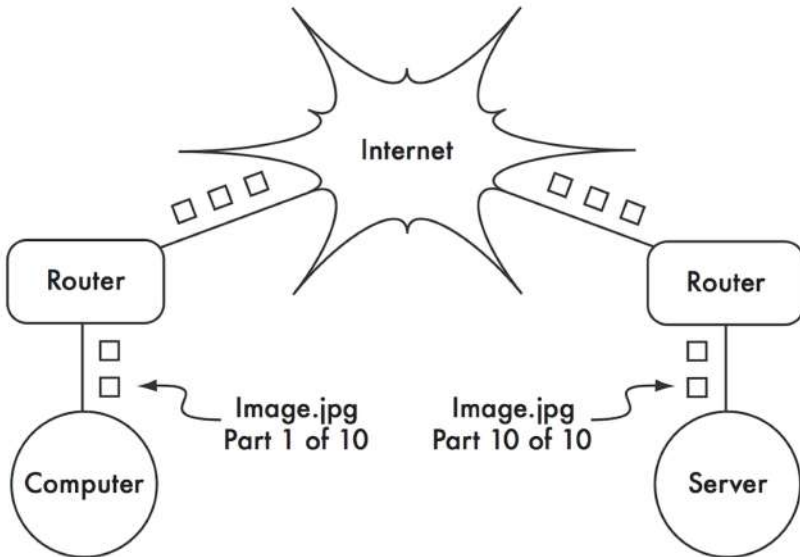 Internet
Router
Router
Image.jpg
Part 1 of 10
Image.jpg
Part 10 of 10
Computer
Server